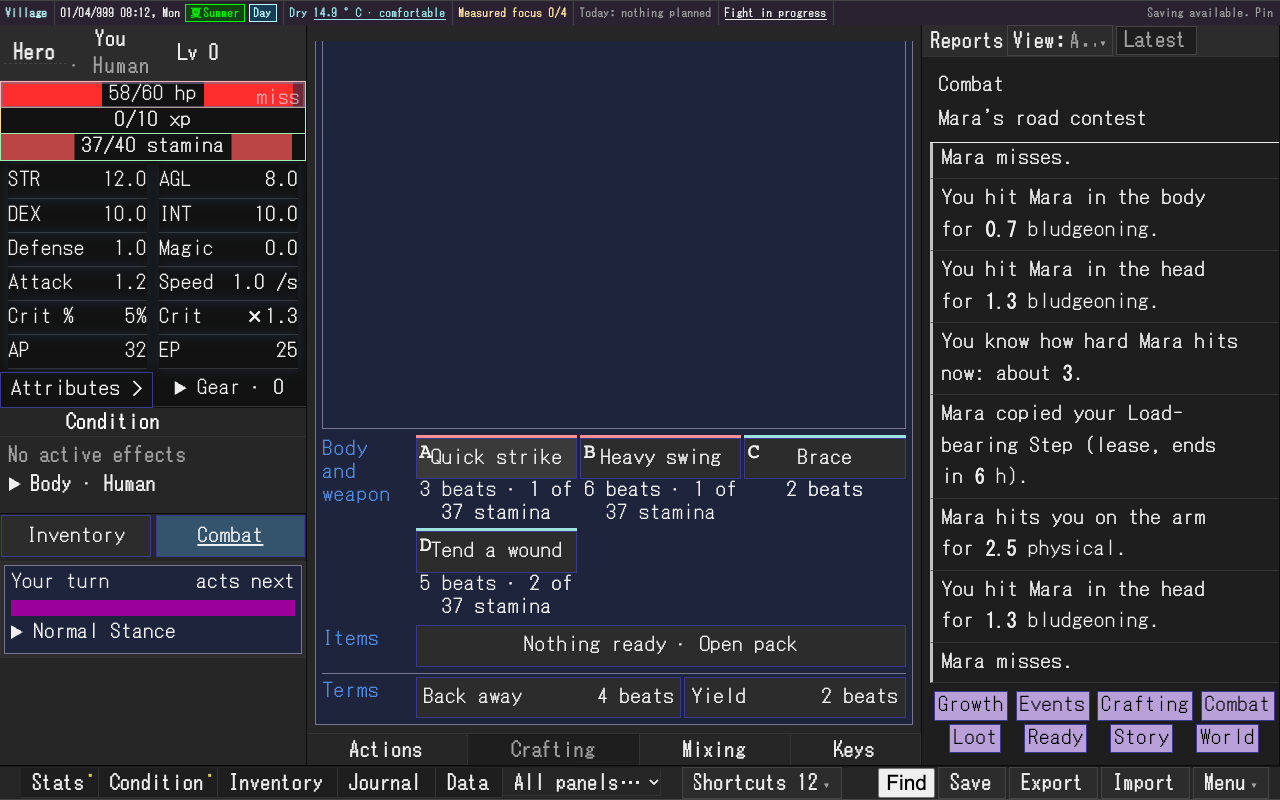 Village 01/04/999 08:12, Mon 夏Summer Day Dry 14.9 ° C · comfortable Measured focus 0/4 Today: nothing planned Fight in progress Saving available. Pin
Hero · You Human Lv 0
58/60 hp miss
0/10 xp
37/40 stamina
STR 12.0 AGL 8.0
DEX 10.0 INT 10.0
Defense 1.0 Magic 0.0
Attack 1.2 Speed 1.0 /s
Crit % 5% Crit ×1.3
AP 32 EP 25
Attributes > ▶ Gear · 0
Condition
No active effects
▶ Body · Human
Inventory Combat
Your turn acts next
▶ Normal Stance
Body and weapon
A Quick strike
3 beats · 1 of 37 stamina
B Heavy swing
6 beats · 1 of 37 stamina
C Brace
2 beats
D Tend a wound
5 beats · 2 of 37 stamina
Items Nothing ready · Open pack
Terms Back away 4 beats Yield 2 beats
Actions Crafting Mixing Keys
Reports View: A..▾ Latest
Combat
Mara's road contest
Mara misses.
You hit Mara in the body
for 0.7 bludgeoning.
You hit Mara in the head
for 1.3 bludgeoning.
You know how hard Mara hits
now: about 3.
Mara copied your Load-
bearing Step (lease, ends
in 6 h).
Mara hits you on the arm
for 2.5 physical.
You hit Mara in the head
for 1.3 bludgeoning.
Mara misses.
Growth Events Crafting Combat
Loot Ready Story World
Stats Condition Inventory Journal Data All panels… Shortcuts 12 ▾ Find Save Export Import Menu ▾